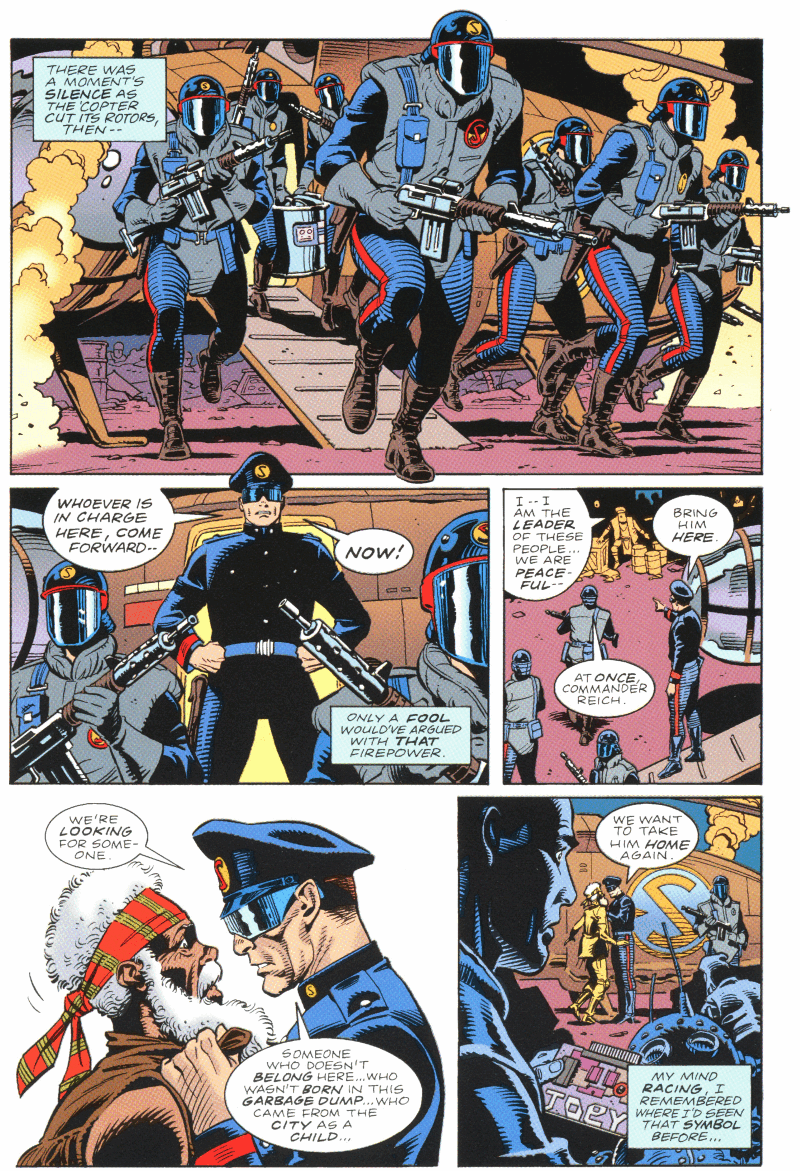 THERE WAS
A MOMENT'S
SILENCE AS
THE 'COPTER
CUT ITS ROTORS,
THEN--
WHOEVER IS
IN CHARGE
HERE, COME
FORWARD--
NOW!
ONLY A FOOL
WOULD'VE ARGUED
WITH THAT
FIREPOWER.
I--I
AM THE
LEADER
OF THESE
PEOPLE...
WE ARE
PEACE-
FUL--
BRING
HIM
HERE.
AT ONCE,
COMMANDER
REICH.
WE'RE
LOOKING
FOR SOME-
ONE.
SOMEONE
WHO DOESN'T
BELONG HERE...WHO
WASN'T BORN IN THIS
GARBAGE DUMP...WHO
CAME FROM THE
CITY AS A
CHILD...
WE WANT
TO TAKE
HIM HOME
AGAIN.
JOEY
MY MIND
RACING, I
REMEMBERED
WHERE I'D SEEN
THAT SYMBOL
BEFORE...